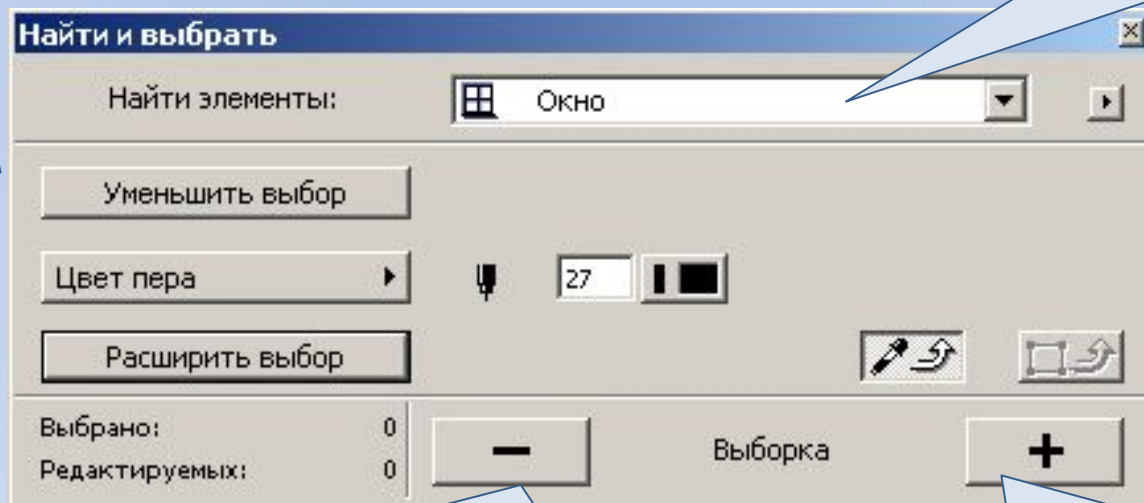 Найти и выбрать
Найти элементы: Окно
Уменьшить выбор
Цвет пера 27
Расширить выбор
Выбрано: 0
Редактируемых: 0
Выборка